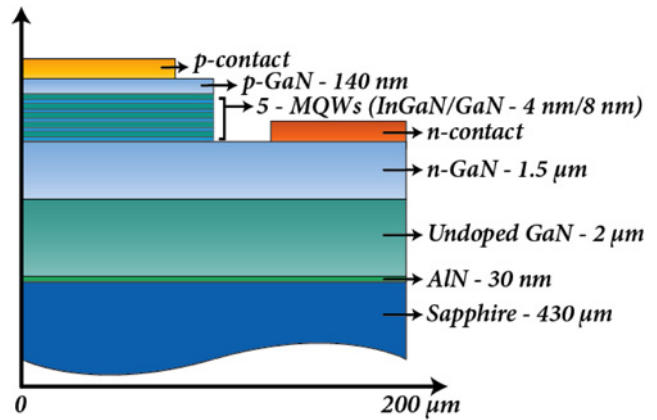 p-contact
p-GaN - 140 nm
5 - MQWs (InGaN/GaN - 4 nm/8 nm)
n-contact
n-GaN - 1.5 μm
Undoped GaN - 2 μm
AlN - 30 nm
Sapphire - 430 μm
0 200 μm